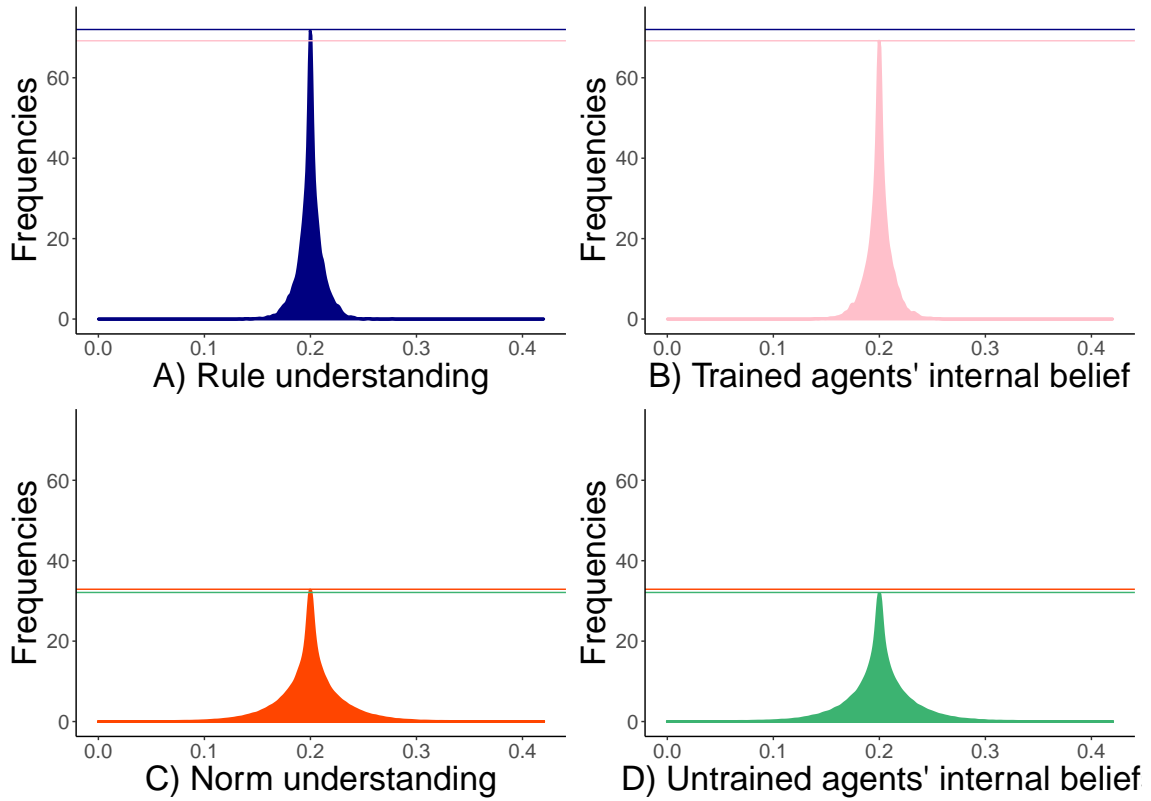 Frequencies
60
40
20
0
0.0 0.1 0.2 0.3 0.4
A) Rule understanding
Frequencies
60
40
20
0
0.0 0.1 0.2 0.3 0.4
B) Trained agents' internal belief
Frequencies
60
40
20
0
0.0 0.1 0.2 0.3 0.4
C) Norm understanding
Frequencies
60
40
20
0
0.0 0.1 0.2 0.3 0.4
D) Untrained agents' internal belief